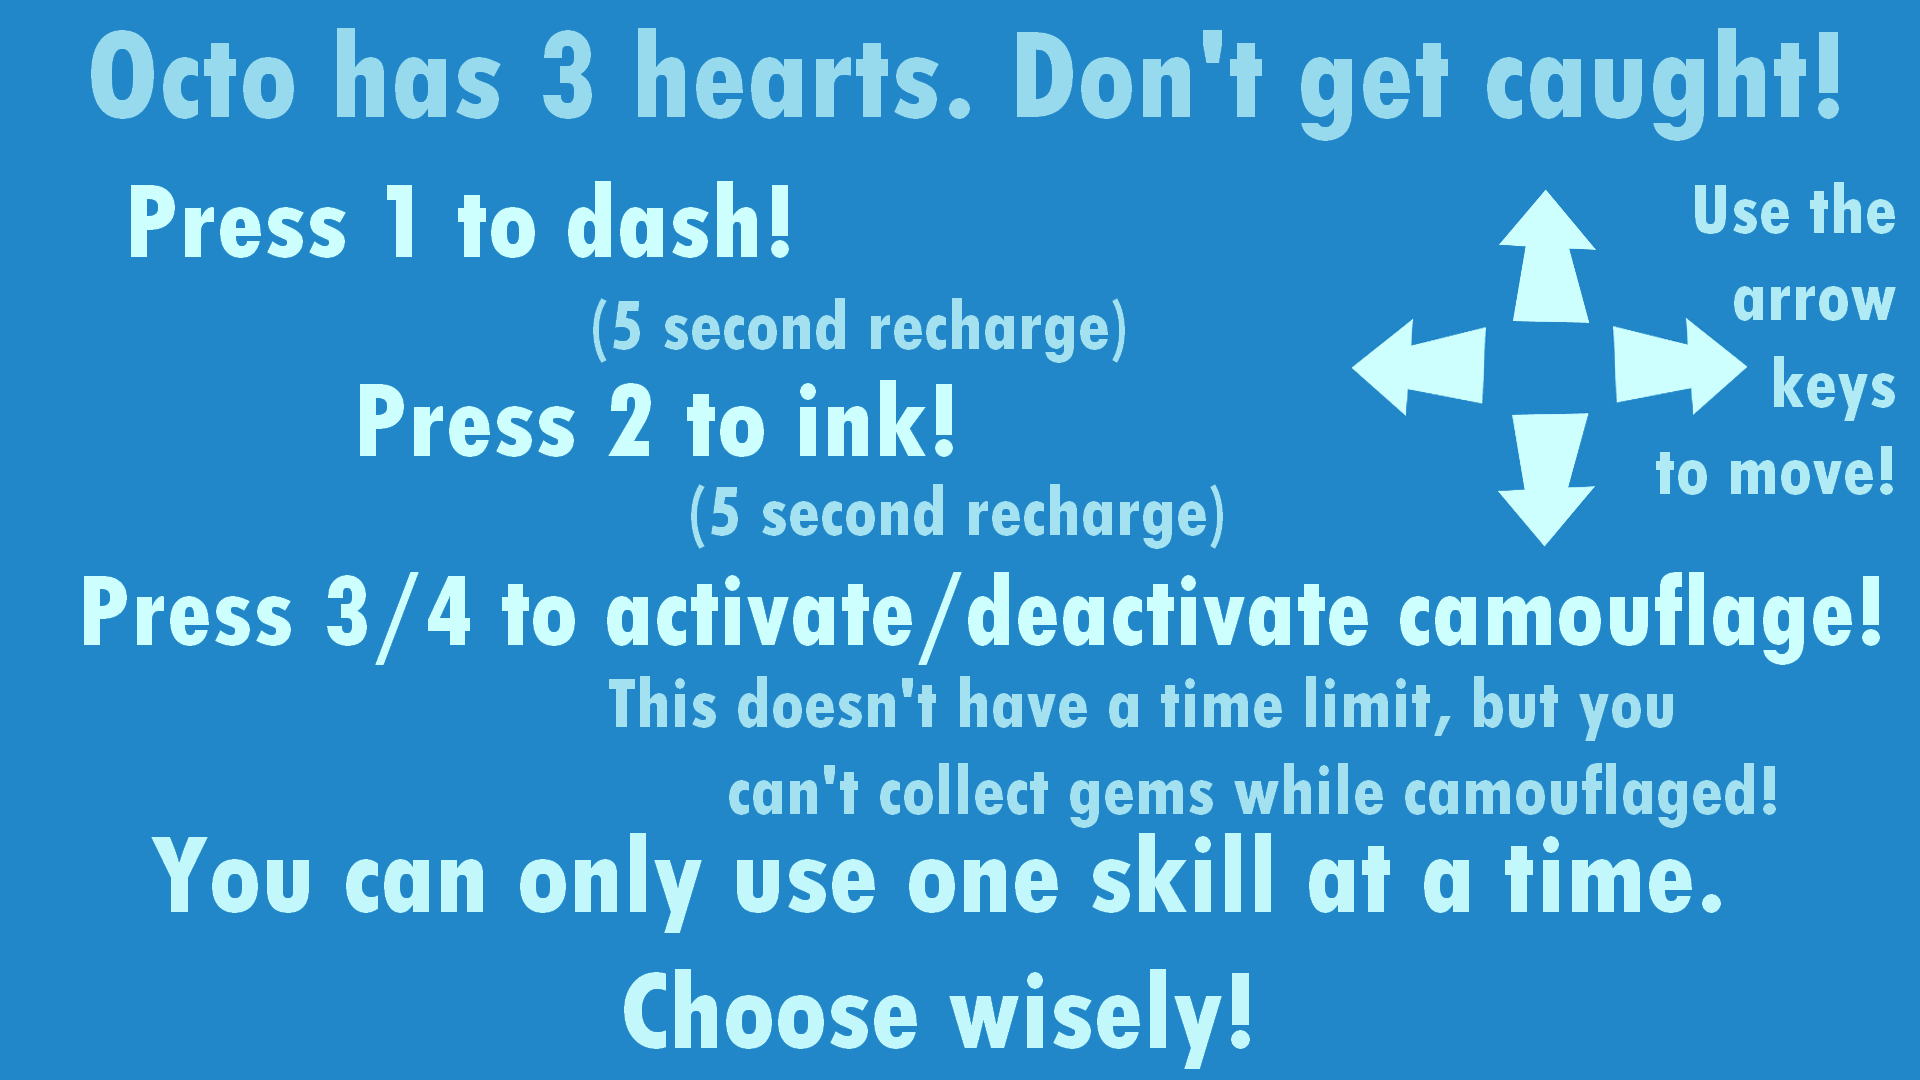 Octo has 3 hearts. Don't get caught!
Press 1 to dash!
(5 second recharge)
Press 2 to ink!
(5 second recharge)
Use the
arrow
keys
to move!
Press 3/4 to activate/deactivate camouflage!
This doesn't have a time limit, but you
can't collect gems while camouflaged!
You can only use one skill at a time.
Choose wisely!